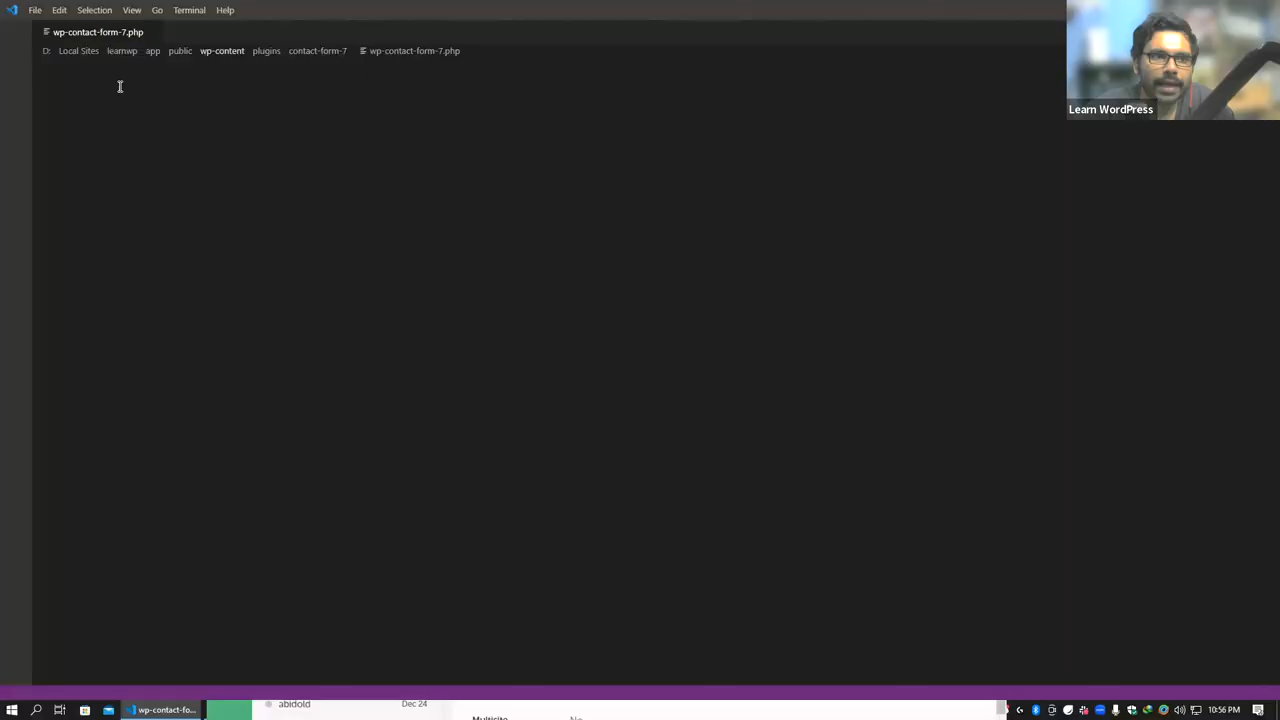 File Edit Selection View Go Terminal Help
wp-contact-form-7.php
D: Local Sites learnwp app public wp-content plugins contact-form-7 wp-contact-form-7.php
Learn WordPress
abidold Dec 24
Multisite No
wp-contact-fo... 10:56 PM